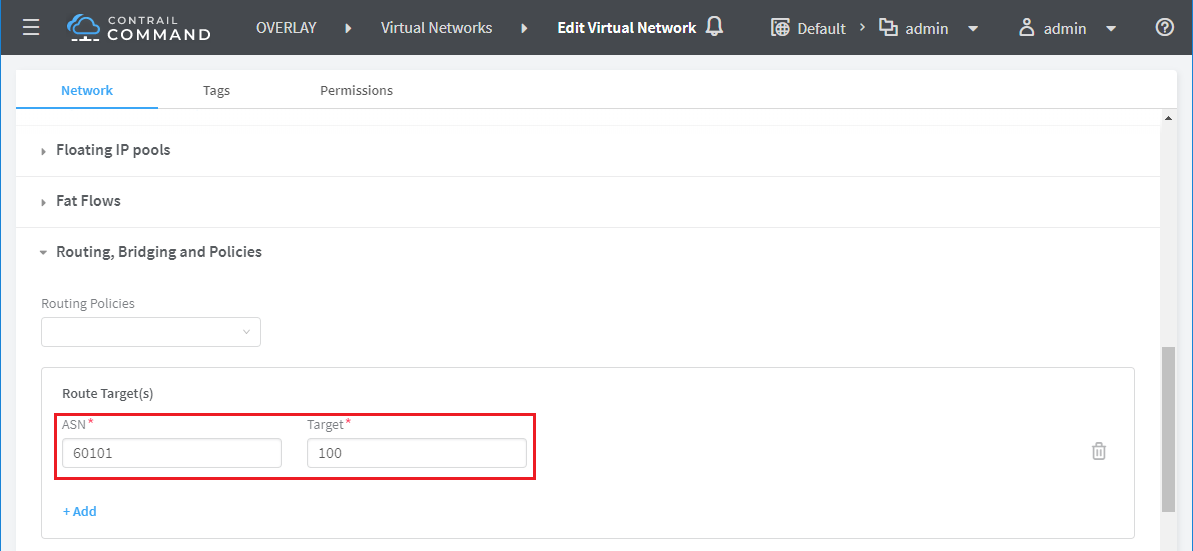 CONTRAIL
COMMAND
OVERLAY Virtual Networks Edit Virtual Network Default admin admin
Network Tags Permissions
Floating IP pools
Fat Flows
Routing, Bridging and Policies
Routing Policies
Route Target(s)
ASN* Target*
60101 100
+ Add